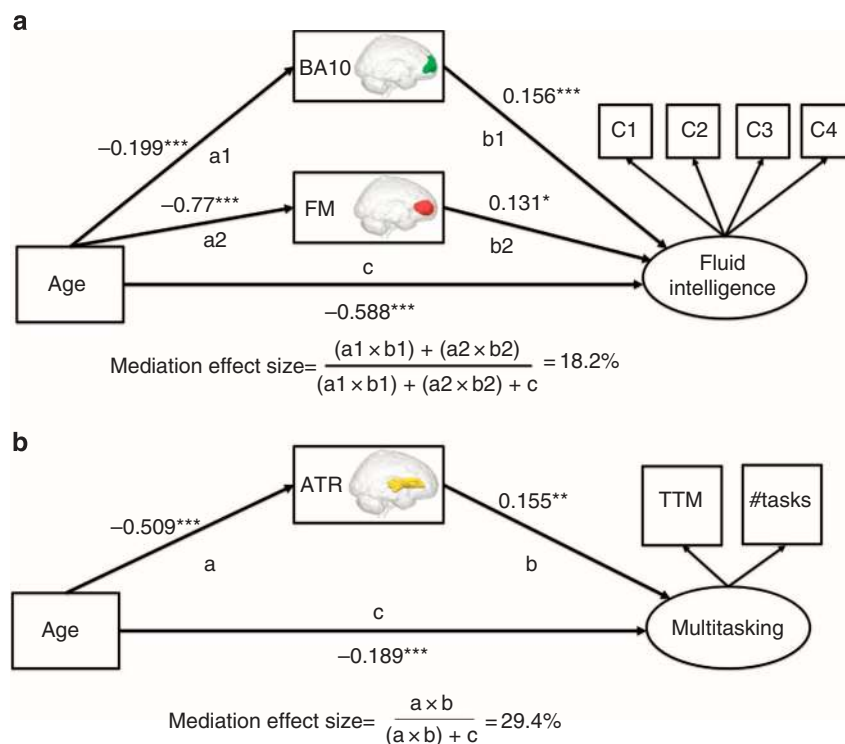 a
BA10
−0.199***
a1
0.156***
b1
C1 C2 C3 C4
−0.77***
a2
FM
0.131*
b2
Age
c
−0.588***
Fluid
intelligence
Mediation effect size= (a1 × b1) + (a2 × b2) / (a1 × b1) + (a2 × b2) + c = 18.2%
b
ATR
−0.509***
a
0.155**
b
TTM #tasks
Age
c
−0.189***
Multitasking
Mediation effect size= a × b / (a × b) + c = 29.4%